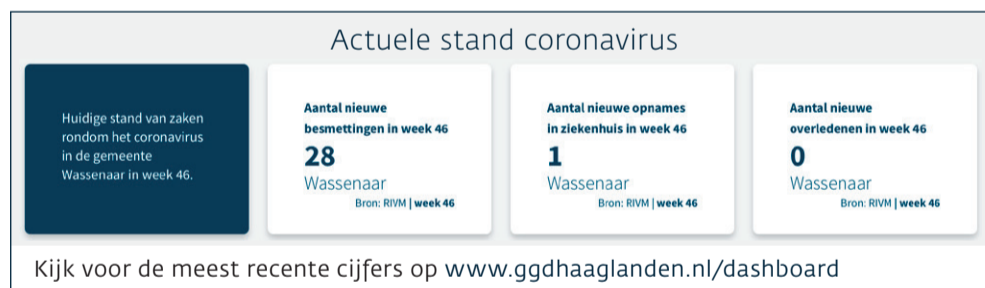 Actuele stand coronavirus
Huidige stand van zaken
rondom het coronavirus
in de gemeente
Wassenaar in week 46.
Aantal nieuwe
besmettingen in week 46
28
Wassenaar
Bron: RIVM | week 46
Aantal nieuwe opnames
in ziekenhuis in week 46
1
Wassenaar
Bron: RIVM | week 46
Aantal nieuwe
overledenen in week 46
0
Wassenaar
Bron: RIVM | week 46
Kijk voor de meest recente cijfers op www.ggdhaaglanden.nl/dashboard